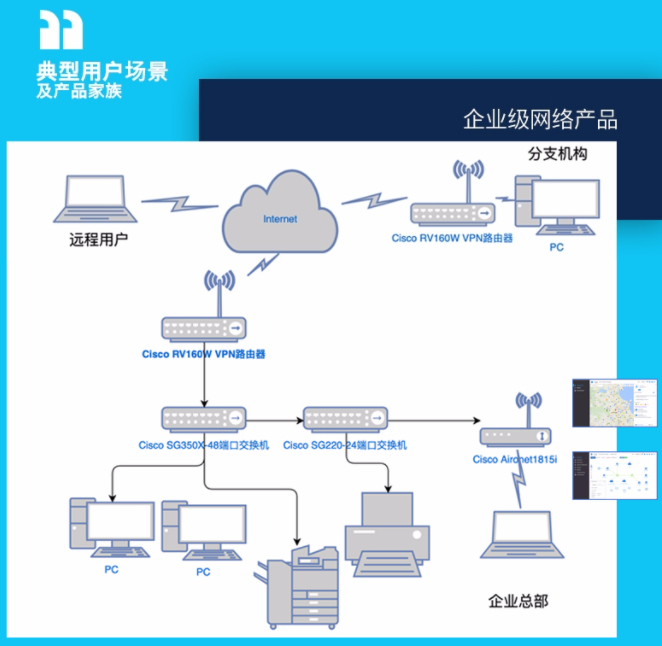 典型用户场景
及产品家族
企业级网络产品
分支机构
Internet
远程用户
Cisco RV160W VPN路由器
PC
Cisco RV160W VPN路由器
Cisco SG350X-48端口交换机
Cisco SG220-24端口交换机
Cisco Aironet1815i
PC
PC
企业总部